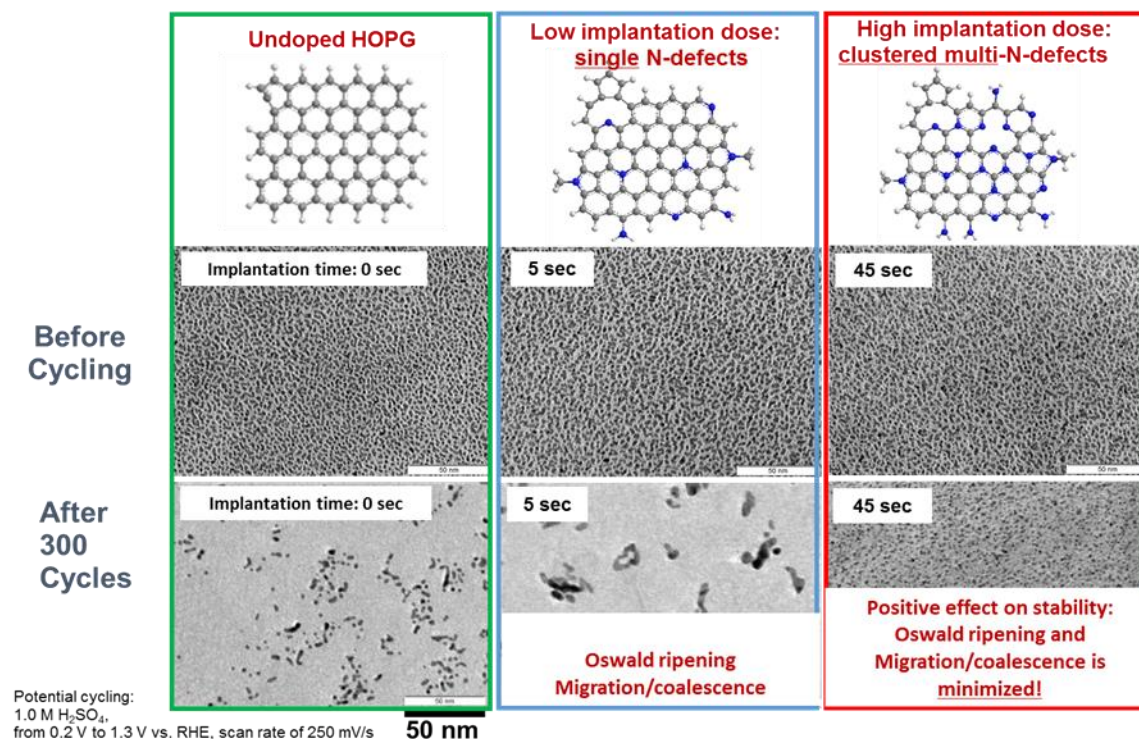 Undoped HOPG
Low implantation dose:
single N-defects
High implantation dose:
clustered multi-N-defects
Before
Cycling
Implantation time: 0 sec
5 sec
45 sec
50 nm
50 nm
50 nm
After
300
Cycles
Implantation time: 0 sec
5 sec
45 sec
50 nm
Oswald ripening
Migration/coalescence
Positive effect on stability:
Oswald ripening and
Migration/coalescence is
minimized!
Potential cycling:
1.0 M H₂SO₄,
from 0.2 V to 1.3 V vs. RHE, scan rate of 250 mV/s
50 nm